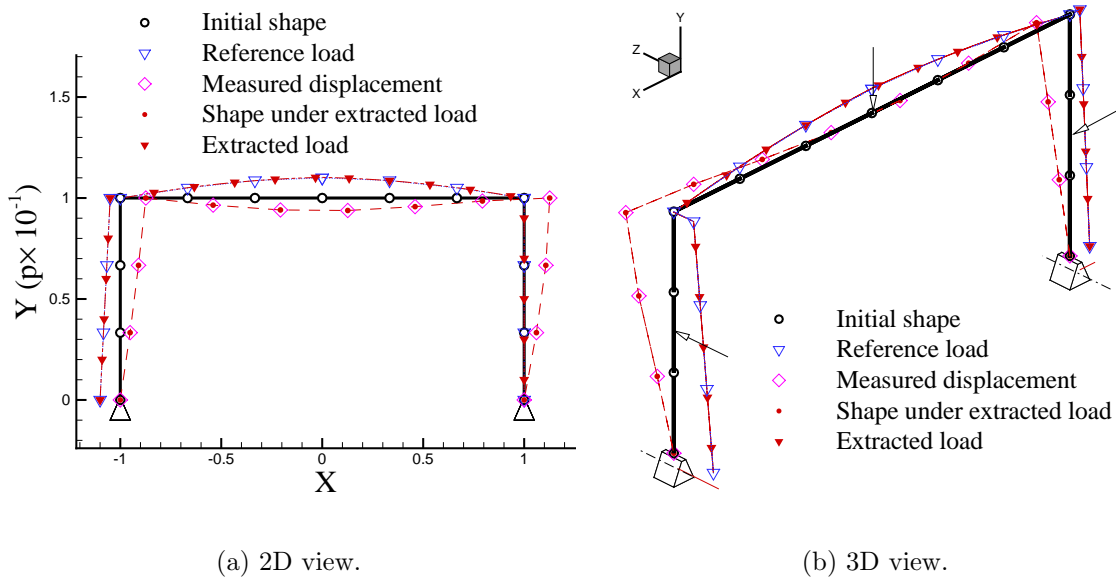 Initial shape
Reference load
Measured displacement
Shape under extracted load
Extracted load
1.5
1
0.5
0
Y (p× 10⁻¹)
-1
-0.5
0
0.5
1
X
(a) 2D view.
Y
Z
X
Initial shape
Reference load
Measured displacement
Shape under extracted load
Extracted load
(b) 3D view.